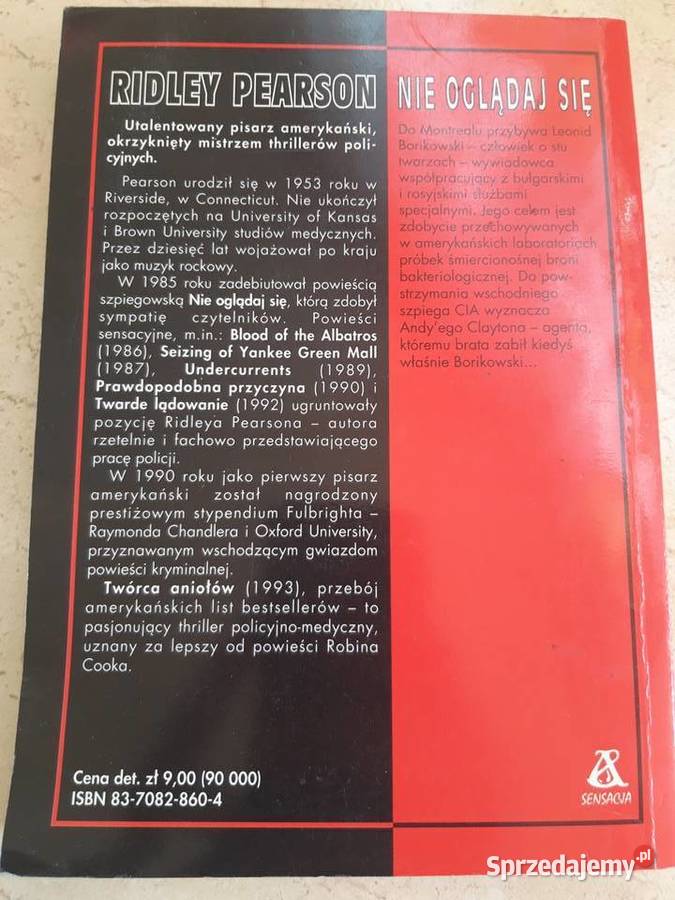 RIDLEY PEARSON
Utalentowany pisarz amerykański,
okrzyknięty mistrzem thrillerów poli-
cyjnych.
Pearson urodził się w 1953 roku w
Riverside, w Connecticut. Nie ukończył
rozpoczętych na University of Kansas
i Brown University studiów medycznych.
Przez dziesięć lat wojażował po kraju
jako muzyk rockowy.
W 1985 roku zadebiutował powieścią
szpiegowską Nie oglądaj się, którą zdobył
sympatię czytelników. Powieści
sensacyjne, m.in.: Blood of the Albatros
(1986), Seizing of Yankee Green Mall
(1987), Undercurrents (1989),
Prawdopodobna przyczyna (1990) i
Twarde lądowanie (1992) ugruntowały
pozycję Ridleya Pearsona – autora
rzetelnie i fachowo przedstawiającego
pracę policji.
W 1990 roku jako pierwszy pisarz
amerykański został nagrodzony
prestiżowym stypendium Fulbrighta –
Raymonda Chandlera i Oxford University,
przyznawanym wschodzącym gwiazdom
powieści kryminalnej.
Twórca aniołów (1993), przebój
amerykańskich list bestsellerów – to
pasjonujący thriller policyjno-medyczny,
uznany za lepszy od powieści Robina
Cooka.
Cena det. zł 9,00 (90 000)
ISBN 83-7082-860-4
NIE OGLĄDAJ SIĘ
Do Montrealu przybywa Leonid
Borikowski – człowiek o stu
twarzach – wywiadowca
współpracujący z bułgarskimi
i rosyjskimi służbami
specjalnymi. Jego celem jest
zdobycie przechowywanych
w amerykańskich laboratoriach
próbek śmiercionośnej broni
bakteriologicznej. Do pow-
strzymania wschodniego
szpiega CIA wyznacza
Andy'ego Claytona – agenta,
któremu brata zabił kiedyś
właśnie Borikowski...
SENSACJA
Sprzedajemy.pl